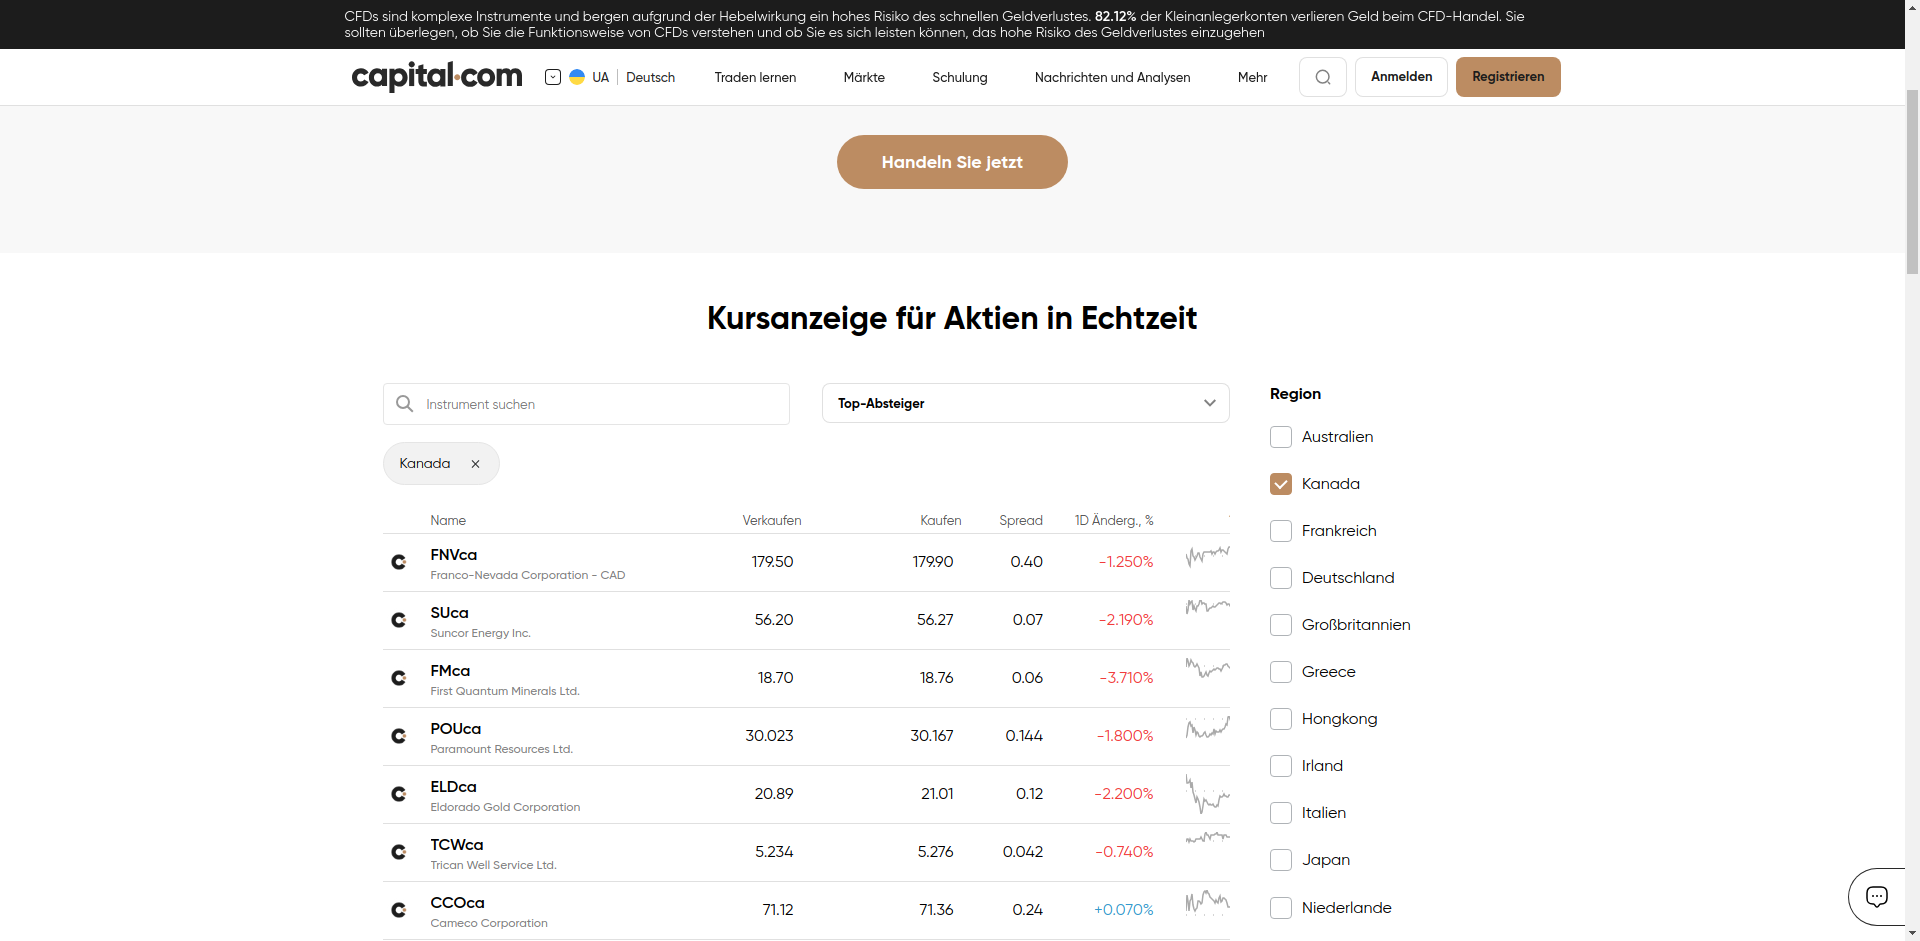 CFDs sind komplexe Instrumente und bergen aufgrund der Hebelwirkung ein hohes Risiko des schnellen Geldverlustes. 82.12% der Kleinanlegerkonten verlieren Geld beim CFD-Handel. Sie
sollten überlegen, ob Sie die Funktionsweise von CFDs verstehen und ob Sie es sich leisten können, das hohe Risiko des Geldverlustes einzugehen
capital.com UA Deutsch Traden lernen Märkte Schulung Nachrichten und Analysen Mehr Anmelden Registrieren
Handeln Sie jetzt
Kursanzeige für Aktien in Echtzeit
Instrument suchen
Top-Absteiger
Kanada
Name Verkaufen Kaufen Spread 1D Änderg., %
FNVca 179.50 179.90 0.40 -1.250%
Franco-Nevada Corporation - CAD
SUca 56.20 56.27 0.07 -2.190%
Suncor Energy Inc.
FMca 18.70 18.76 0.06 -3.710%
First Quantum Minerals Ltd.
POUca 30.023 30.167 0.144 -1.800%
Paramount Resources Ltd.
ELDca 20.89 21.01 0.12 -2.200%
Eldorado Gold Corporation
TCWca 5.234 5.276 0.042 -0.740%
Trican Well Service Ltd.
CCOca 71.12 71.36 0.24 +0.070%
Cameco Corporation
Region
Australien
Kanada
Frankreich
Deutschland
Großbritannien
Greece
Hongkong
Irland
Italien
Japan
Niederlande